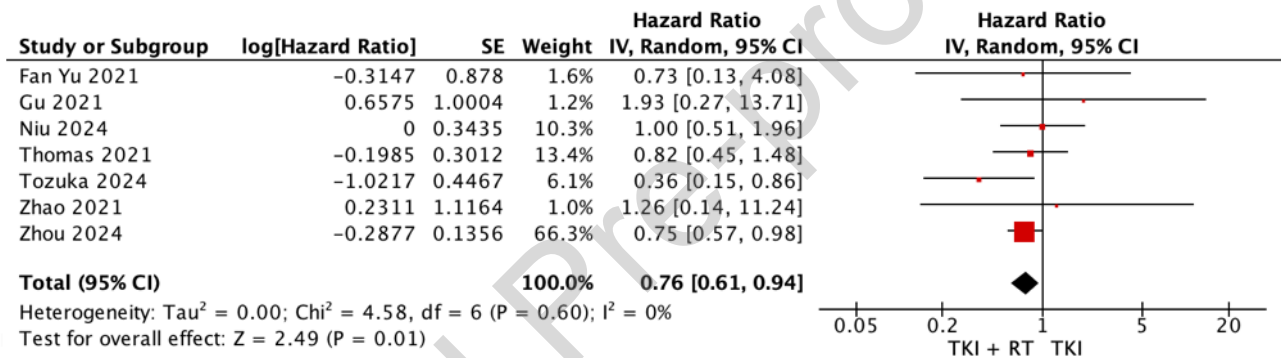 Hazard Ratio Hazard Ratio
Study or Subgroup log[Hazard Ratio] SE Weight IV, Random, 95% CI IV, Random, 95% CI
Fan Yu 2021 −0.3147 0.878 1.6% 0.73 [0.13, 4.08]
Gu 2021 0.6575 1.0004 1.2% 1.93 [0.27, 13.71]
Niu 2024 0 0.3435 10.3% 1.00 [0.51, 1.96]
Thomas 2021 −0.1985 0.3012 13.4% 0.82 [0.45, 1.48]
Tozuka 2024 −1.0217 0.4467 6.1% 0.36 [0.15, 0.86]
Zhao 2021 0.2311 1.1164 1.0% 1.26 [0.14, 11.24]
Zhou 2024 −0.2877 0.1356 66.3% 0.75 [0.57, 0.98]
Total (95% CI) 100.0% 0.76 [0.61, 0.94]
Heterogeneity: Tau² = 0.00; Chi² = 4.58, df = 6 (P = 0.60); I² = 0%
Test for overall effect: Z = 2.49 (P = 0.01)
0.05 0.2 1 5 20
TKI + RT TKI
Pre-pro